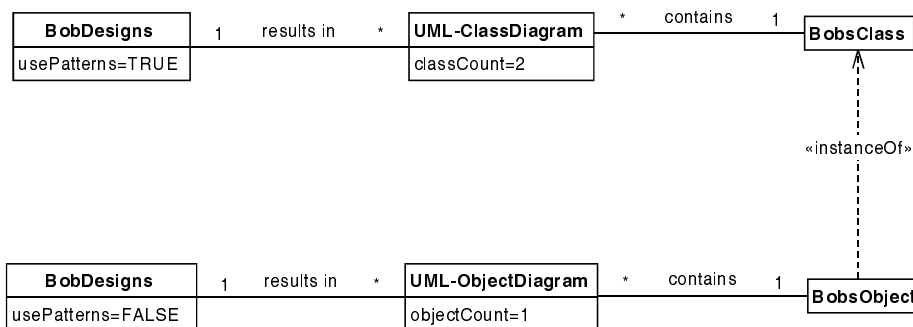 BobDesigns 1 results in * UML-ClassDiagram * contains 1 BobsClass
usePatterns=TRUE classCount=2
«instanceOf»
BobDesigns 1 results in * UML-ObjectDiagram * contains 1 BobsObject
usePatterns=FALSE objectCount=1